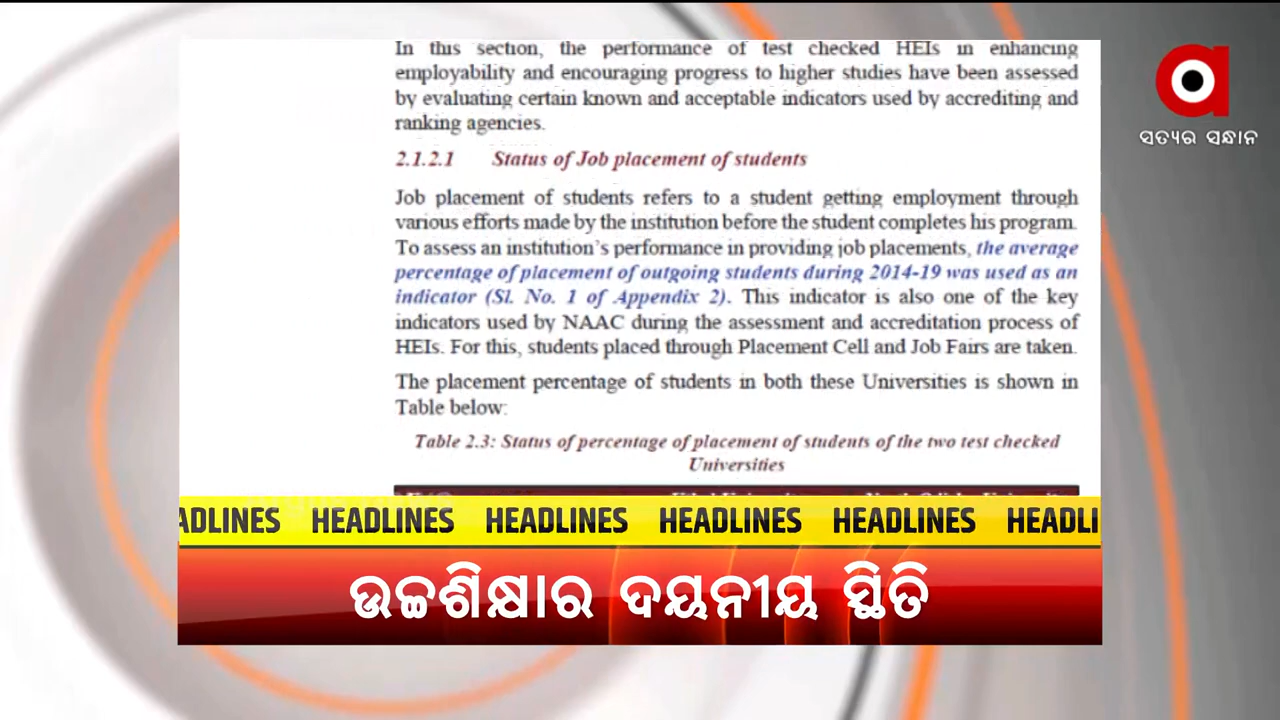 In this section, the performance of test checked HEIs in enhancing
employability and encouraging progress to higher studies have been assessed
by evaluating certain known and acceptable indicators used by accrediting and
ranking agencies.
2.1.2.1 Status of Job placement of students
Job placement of students refers to a student getting employment through
various efforts made by the institution before the student completes his program.
To assess an institution's performance in providing job placements, the average
percentage of placement of outgoing students during 2014-19 was used as an
indicator (Sl. No. 1 of Appendix 2). This indicator is also one of the key
indicators used by NAAC during the assessment and accreditation process of
HEIs. For this, students placed through Placement Cell and Job Fairs are taken.
The placement percentage of students in both these Universities is shown in
Table below:
Table 2.3: Status of percentage of placement of students of the two test checked
Universities
ସତ୍ୟର ସନ୍ଧାନ
ADLINES HEADLINES HEADLINES HEADLINES HEADLINES HEADLI
ଉଚ୍ଚଶିକ୍ଷାର ଦୟନୀୟ ସ୍ଥିତି